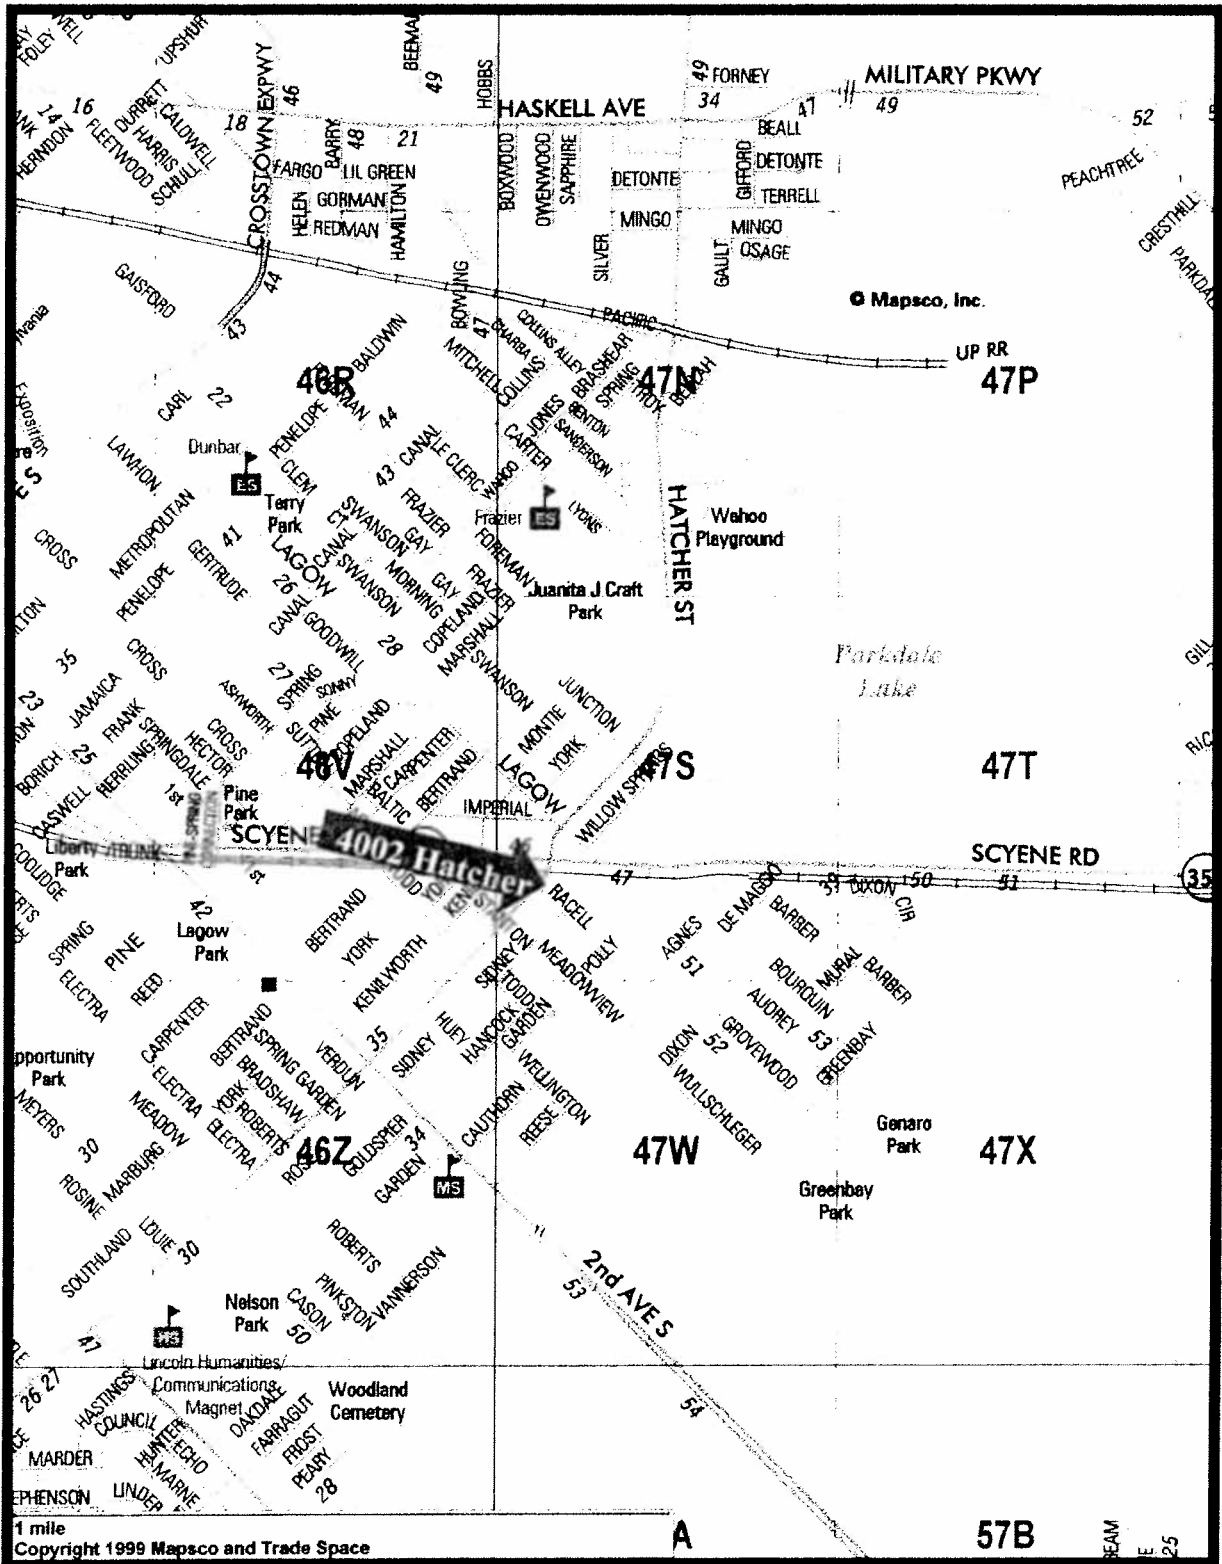 WELL
FOLEY
UPSHUR
CROSSTOWN EXPWY
46
49
HOBBS
HASKELL AVE
49
FORNEY
34
47
MILITARY PKWY
49
52
16
14
HERNDON
FLEETWOOD
DURRETT
HARRIS
CALDWELL
SCHULL
18
BARRY
48
21
FARGO
LIL GREEN
HELEN
GORMAN
REDMAN
HAMILTON
BOXWOOD
OWENWOOD
SAPPHIRE
DETONTE
MINGO
SILVER
BEALL
GIFFORD
DETONTE
TERRELL
MINGO
GAULT
OSAGE
PEACHTREE
CRESTHILL
GAISFORD
44
43
BOWLING
47
PACIFIC
© Mapsco, Inc.
UP RR
BALDWIN
MITCHELL
COLLINS
COLLINS ALLEY
BRASHEAR
SPRING
47N
47P
Exposition
CARL
22
46R
PENELOPE
44
JONES
BENTON
SANDERSON
CARTER
Dunbar
ES
LAWHON
CLEM
43
CANAL
LE CLERC
WAHOO
Terry
Park
METROPOLITAN
SWANSON
CT
FRAZIER
Frazier
ES
LYONS
HATCHER ST
Wahoo
Playground
CROSS
41
GERTRUDE
LAGOW
CANAL
SWANSON
GAY
FOREMAN
PENELOPE
26
MORNING
GAY
FRAZIER
Juanita J Craft
Park
CANAL
GOODWILL
28
COPELAND
MARSHALL
SWANSON
Parkdale
Lake
35
CROSS
27
SPRING
SONNY
JUNCTION
23
JAMAICA
FRANK
ASHWORTH
PINE
COPELAND
MONTIE
YORK
25
BORICH
HERRLING
SPRINGDALE
HECTOR
CROSS
46V
MARSHALL
CARPENTER
BALTIC
BERTRAND
LAGOW
47S
47T
WILLOW SPRINGS
CASWELL
1st
Pine
Park
IMPERIAL
Liberty
Park
SCYENE
4002 Hatcher
46
SCYENE RD
COOLIDGE
1st
47
39
DIXON
CIR
50
51
35
42
Lagow
Park
BERTRAND
YORK
RACELL
DE MAGGIO
BARBER
SPRING
PINE
KENILWORTH
SIDNEY
TODD
MEADOWVIEW
POLLY
AGNES
51
ELECTRA
REED
BOURQUIN
MURAL
BARBER
AUDREY
53
CARPENTER
BERTRAND
35
HUEY
HANCOCK
GARDEN
DIXON
52
GROVEWOOD
GREENBAY
SPRING GARDEN
VERDUN
SIDNEY
WELLINGTON
WULLSCHLEGER
Park
MEYERS
ELECTRA
BRADSHAW
YORK
ROBERTS
MEADOW
ELECTRA
CAUTHORN
REESE
30
MARBURG
46Z
GOLDSPIER
34
GARDEN
MS
47W
Genaro
Park
47X
Greenbay
Park
ROSINE
LOUIE
30
SOUTHLAND
ROBERTS
PINKSTON
VANNERSON
2nd AVE S
53
CASON
50
Nelson
Park
HS
47
Lincoln Humanities/
Communications
Magnet
Woodland
Cemetery
26 27
HASTINGS
COUNCIL
OAKDALE
FARRAGUT
FROST
PEARY
28
54
HUNTER
ECHO
MARNE
MARDER
LINDER
57B
25
1 mile
Copyright 1999 Mapsco and Trade Space